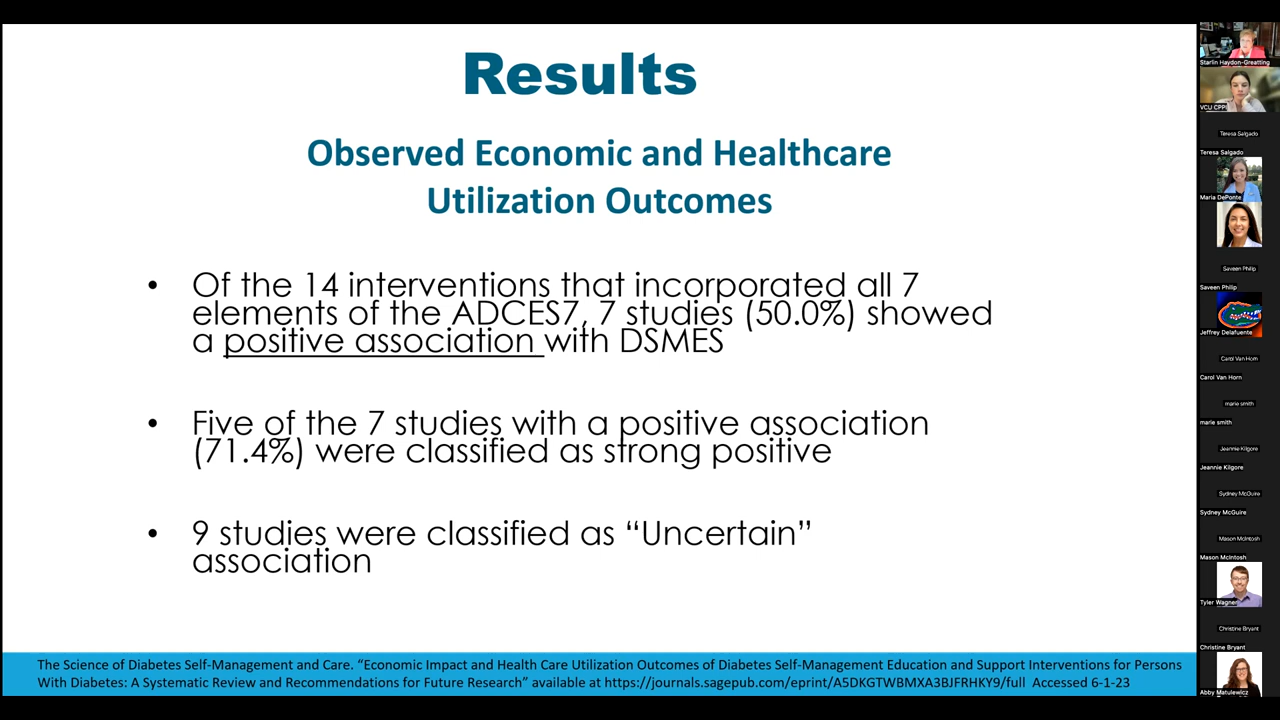 Results
Observed Economic and Healthcare
Utilization Outcomes
• Of the 14 interventions that incorporated all 7
elements of the ADCES7, 7 studies (50.0%) showed
a positive association with DSMES
• Five of the 7 studies with a positive association
(71.4%) were classified as strong positive
• 9 studies were classified as “Uncertain”
association
The Science of Diabetes Self-Management and Care. “Economic Impact and Health Care Utilization Outcomes of Diabetes Self-Management Education and Support Interventions for Persons
With Diabetes: A Systematic Review and Recommendations for Future Research” available at https://journals.sagepub.com/eprint/A5DKGTWBMXA3BJFRHKY9/full Accessed 6-1-23
Starlin Haydon-Greatting
VCU CPPI
Teresa Salgado
Teresa Salgado
Maria DePonte
Saveen Philip
Saveen Philip
Jeffrey Delafuente
Carol Van Horn
Carol Van Horn
marie smith
marie smith
Jeannie Kilgore
Jeannie Kilgore
Sydney McGuire
Sydney McGuire
Mason McIntosh
Mason McIntosh
Tyler Wagner
Christine Bryant
Christine Bryant
Abby Matulewicz